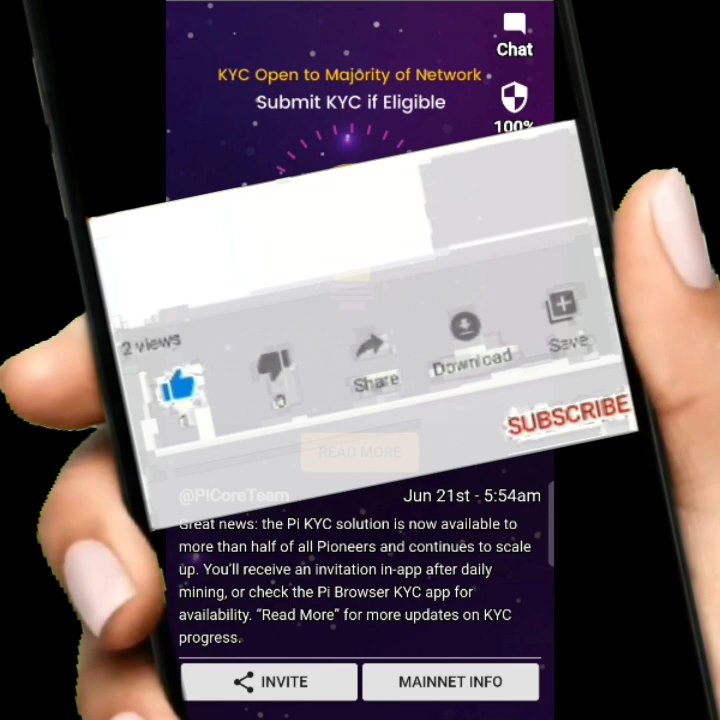 Chat
KYC Open to Majority of Network
Submit KYC if Eligible
100%
2 views
1
0
Share
Download
Save
SUBSCRIBE
READ MORE
@PiCoreTeam
Jun 21st - 5:54am
Great news: the Pi KYC solution is now available to
more than half of all Pioneers and continues to scale
up. You'll receive an invitation in-app after daily
mining, or check the Pi Browser KYC app for
availability. “Read More” for more updates on KYC
progress.
INVITE
MAINNET INFO